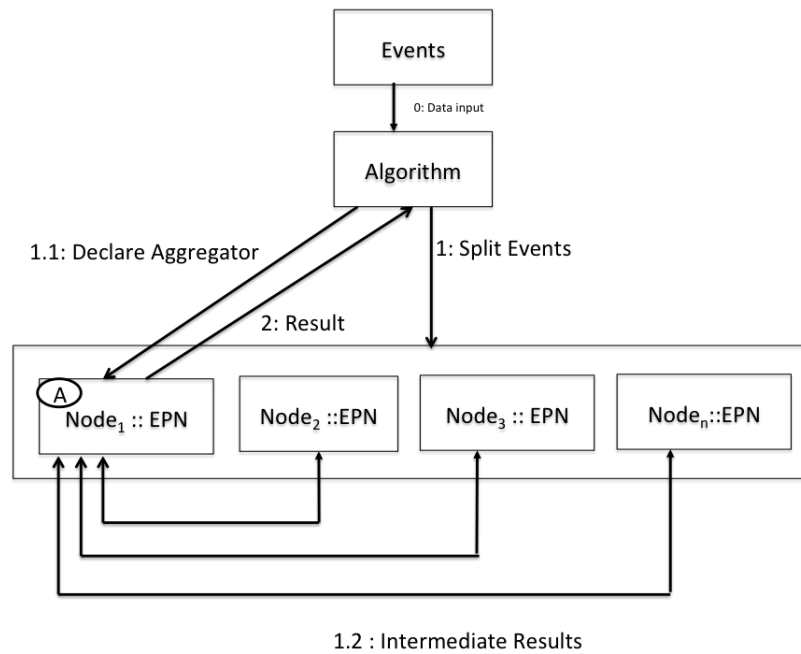 Events
0: Data input
Algorithm
1.1: Declare Aggregator
1: Split Events
2: Result
A
Node₁ :: EPN
Node₂ ::EPN
Node₃ :: EPN
Nodeₙ::EPN
1.2 : Intermediate Results